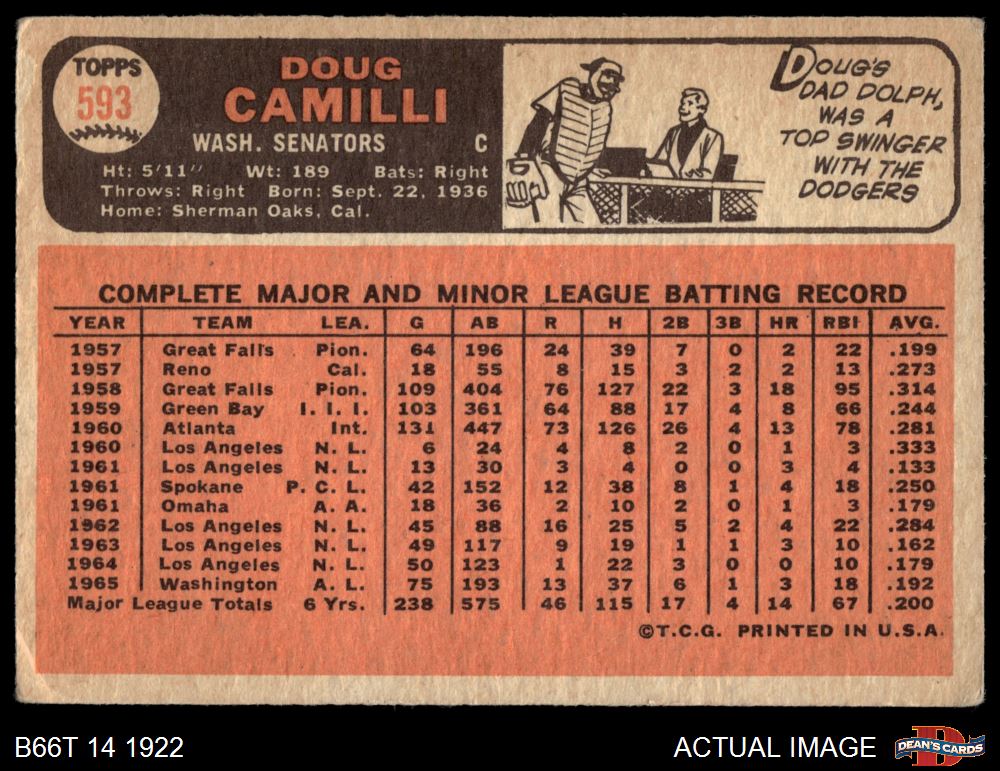 TOPPS
593
DOUG
CAMILLI
WASH. SENATORS C
Ht: 5'11" Wt: 189 Bats: Right
Throws: Right Born: Sept. 22, 1936
Home: Sherman Oaks, Cal.
DOUG'S
DAD DOLPH,
WAS A
TOP SWINGER
WITH THE
DODGERS
COMPLETE MAJOR AND MINOR LEAGUE BATTING RECORD
YEAR TEAM LEA. G AB R H 2B 3B HR RBI AVG.
1957 Great Falls Pion. 64 196 24 39 7 0 2 22 .199
1957 Reno Cal. 18 55 8 15 3 2 2 13 .273
1958 Great Falls Pion. 109 404 76 127 22 3 18 95 .314
1959 Green Bay I. I. I. 103 361 64 88 17 4 8 66 .244
1960 Atlanta Int. 131 447 73 126 26 4 13 78 .281
1960 Los Angeles N. L. 6 24 4 8 2 0 1 3 .333
1961 Los Angeles N. L. 13 30 3 4 0 0 3 4 .133
1961 Spokane P. C. L. 42 152 12 38 8 1 4 18 .250
1961 Omaha A. A. 18 36 2 10 2 0 1 3 .179
1962 Los Angeles N. L. 45 88 16 25 5 2 4 22 .284
1963 Los Angeles N. L. 49 117 9 19 1 1 3 10 .162
1964 Los Angeles N. L. 50 123 1 22 3 0 0 10 .179
1965 Washington A. L. 75 193 13 37 6 1 3 18 .192
Major League Totals 6 Yrs. 238 575 46 115 17 4 14 67 .200
©T.C.G. PRINTED IN U.S.A.
B66T 14 1922
ACTUAL IMAGE
DEAN'S CARDS